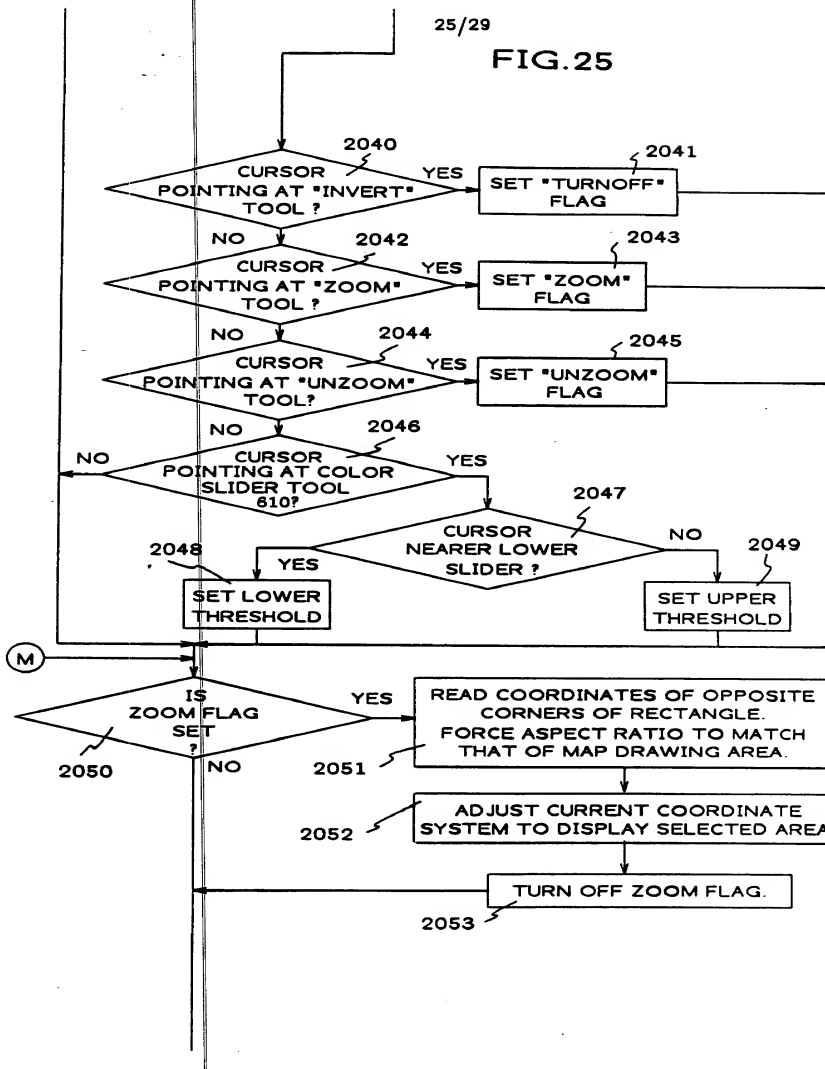 25/29
FIG.25
2040
CURSOR
POINTING AT "INVERT"
TOOL ?
YES
2041
SET "TURNOFF"
FLAG
NO
2042
CURSOR
POINTING AT "ZOOM"
TOOL ?
YES
2043
SET "ZOOM"
FLAG
NO
2044
CURSOR
POINTING AT "UNZOOM"
TOOL?
YES
2045
SET "UNZOOM"
FLAG
NO
2046
NO
CURSOR
POINTING AT COLOR
SLIDER TOOL
610?
YES
2047
CURSOR
NEARER LOWER
SLIDER ?
YES
NO
2048
SET LOWER
THRESHOLD
2049
SET UPPER
THRESHOLD
M
IS
ZOOM FLAG
SET
?
YES
2050
NO
READ COORDINATES OF OPPOSITE
CORNERS OF RECTANGLE.
FORCE ASPECT RATIO TO MATCH
THAT OF MAP DRAWING AREA.
2051
ADJUST CURRENT COORDINATE
SYSTEM TO DISPLAY SELECTED AREA
2052
TURN OFF ZOOM FLAG.
2053